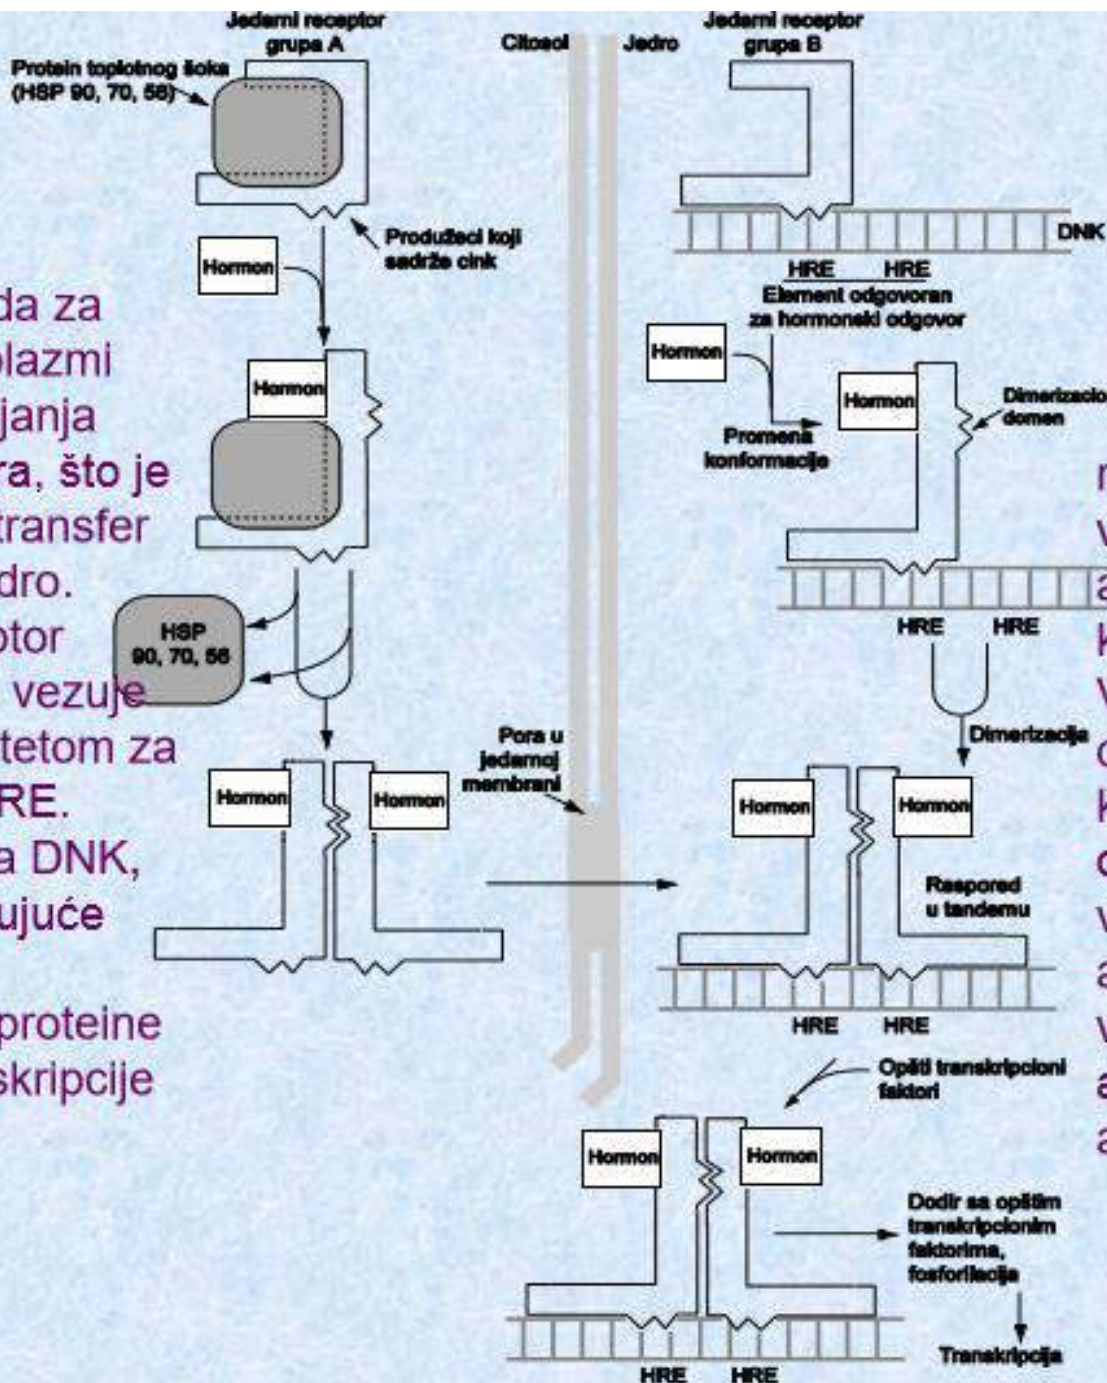 Jedarni receptor
grupa A
Citosol
Jedro
Jedarni receptor
grupa B
Protein toplotnog šoka
(HSP 90, 70, 56)
Produžeci koji
sadrže cink
Hormon
DNK
HRE HRE
Element odgovoran
za hormonski odgovor
Hormon
Hormon
Promena
konformacije
Hormon
Dimerizacio
domen
HRE HRE
HSP
90, 70, 56
Dimerizacija
Pora u
jedarnoj
membrani
Hormon
Hormon
Hormon
Hormon
Raspored
u tandemu
HRE HRE
Opšti transkripcioni
faktori
Hormon
Hormon
Dodir sa opštim
transkripcionim
faktorima,
fosforilacija
Transkripcija
HRE HRE
da za
plazmi
janja
ra, što je
transfer
dro.
otor
vezuje
tetom za
RE.
a DNK,
ujuće
proteine
skripcije